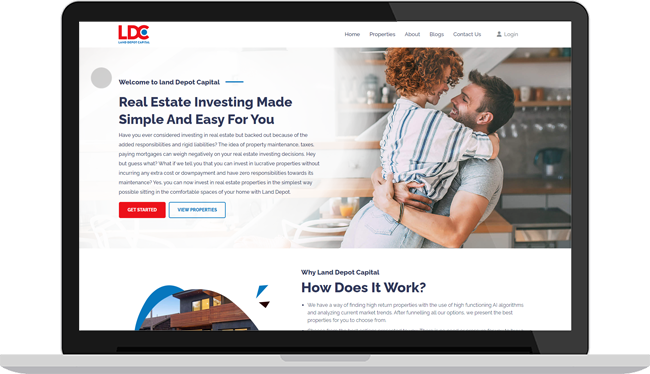 LDC
LAND DEPOT CAPITAL
Home Properties About Blogs Contact Us Login
Welcome to land Depot Capital
Real Estate Investing Made
Simple And Easy For You
Have you ever considered investing in real estate but backed out because of the
added responsibilities and rigid liabilities? The idea of property maintenance, taxes,
paying mortgages can weigh negatively on your real estate investing decisions. Hey
but guess what? What if we tell you that you can invest in lucrative properties without
incurring any extra cost or downpayment and have zero responsibilities towards its
maintenance? Yes, you can now invest in real estate properties in the simplest way
possible sitting in the comfortable spaces of your home with Land Depot.
GET STARTED VIEW PROPERTIES
Why Land Depot Capital
How Does It Work?
We have a way of finding high return properties with the use of high functioning AI algorithms
and analyzing current market trends. After funnelling all our options, we present the best
properties for you to choose from.